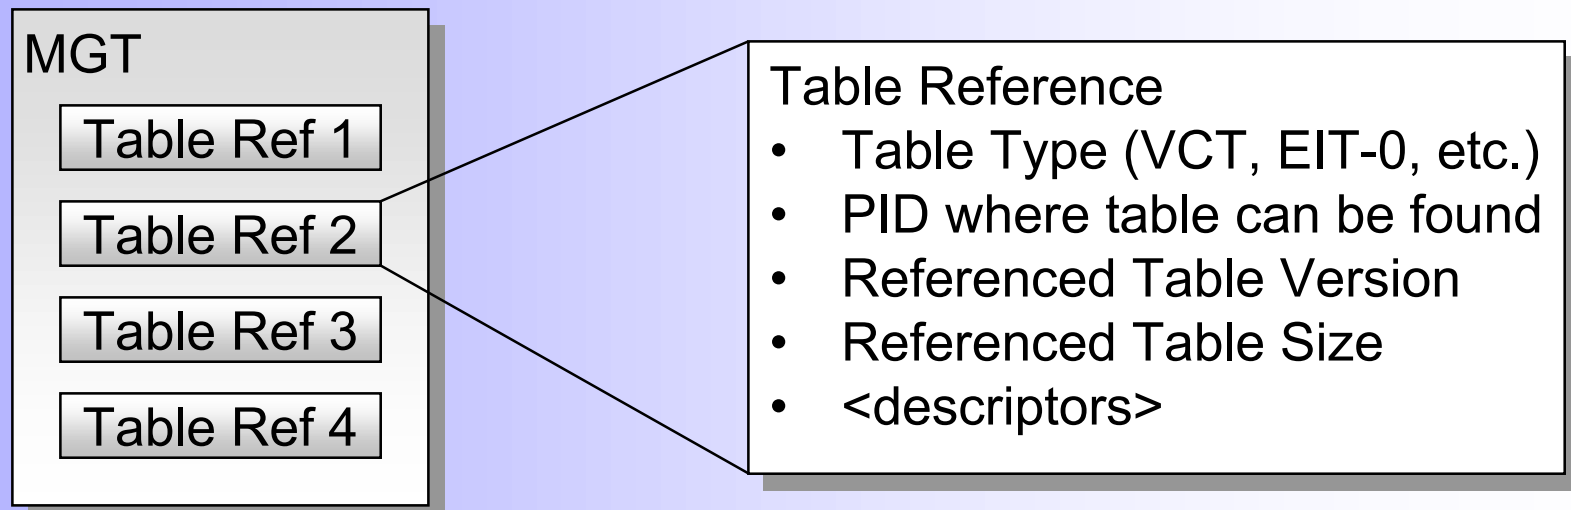 MGT
Table Ref 1
Table Ref 2
Table Ref 3
Table Ref 4
Table Reference
• Table Type (VCT, EIT-0, etc.)
• PID where table can be found
• Referenced Table Version
• Referenced Table Size
• <descriptors>